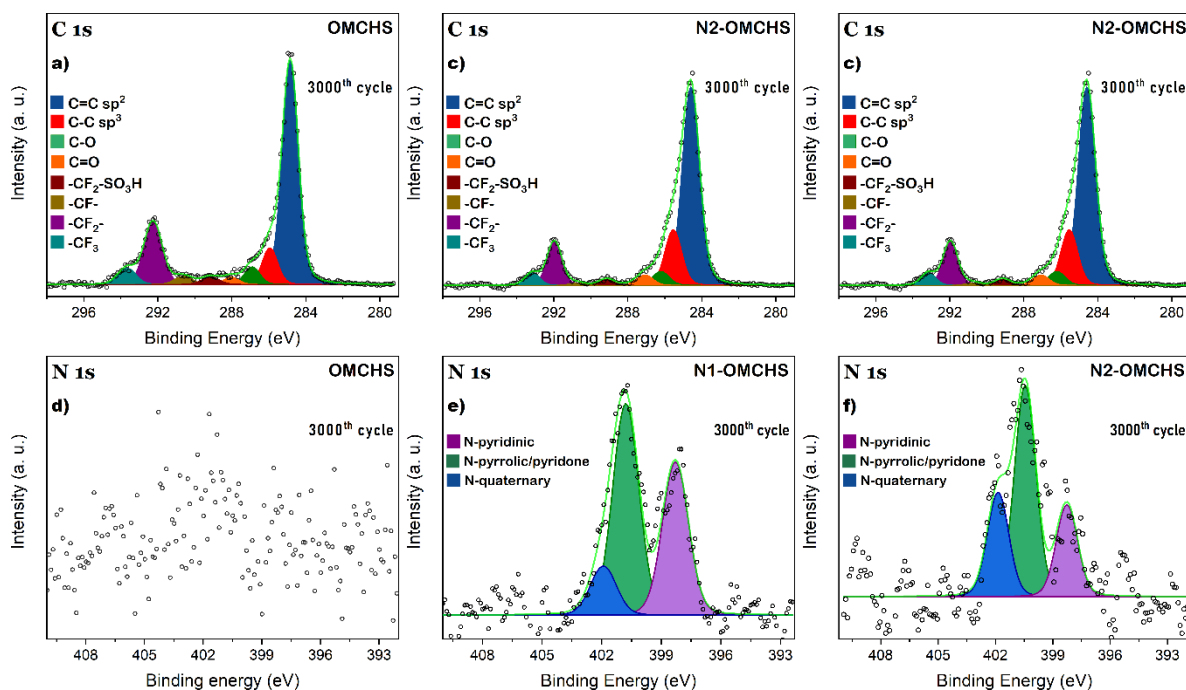 C 1s
OMCHS
a)
3000th cycle
C=C sp2
C-C sp3
C-O
C=O
-CF2-SO3H
-CF-
-CF2-
-CF3
Intensity (a. u.)
296 292 288 284 280
Binding Energy (eV)
C 1s
N2-OMCHS
c)
3000th cycle
C=C sp2
C-C sp3
C-O
C=O
-CF2-SO3H
-CF-
-CF2-
-CF3
Intensity (a. u.)
296 292 288 284 280
Binding Energy (eV)
C 1s
N2-OMCHS
c)
3000th cycle
C=C sp2
C-C sp3
C-O
C=O
-CF2-SO3H
-CF-
-CF2-
-CF3
Intensity (a. u.)
296 292 288 284 280
Binding Energy (eV)
N 1s
OMCHS
d)
3000th cycle
Intensity (a. u.)
408 405 402 399 396 393
Binding energy (eV)
N 1s
N1-OMCHS
e)
3000th cycle
N-pyridinic
N-pyrrolic/pyridone
N-quaternary
Intensity (a. u.)
408 405 402 399 396 393
Binding energy (eV)
N 1s
N2-OMCHS
f)
3000th cycle
N-pyridinic
N-pyrrolic/pyridone
N-quaternary
Intensity (a. u.)
408 405 402 399 396 393
Binding energy (eV)